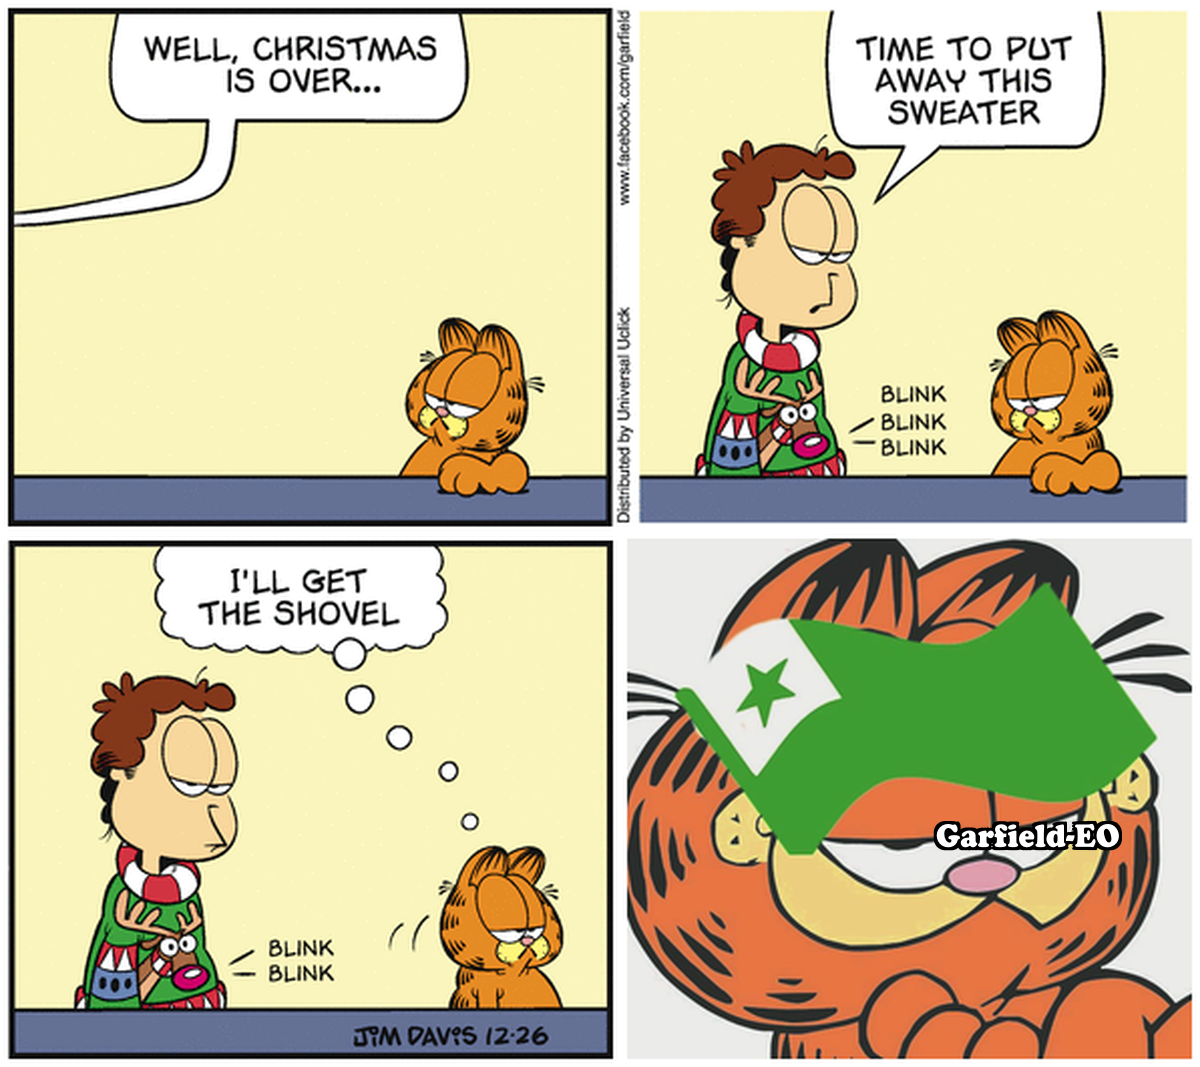 WELL, CHRISTMAS
IS OVER...
www.facebook.com/garfield
Distributed by Universal Uclick
TIME TO PUT
AWAY THIS
SWEATER
BLINK
BLINK
BLINK
I'LL GET
THE SHOVEL
BLINK
BLINK
JIM DAVIS 12·26
Garfield-EO